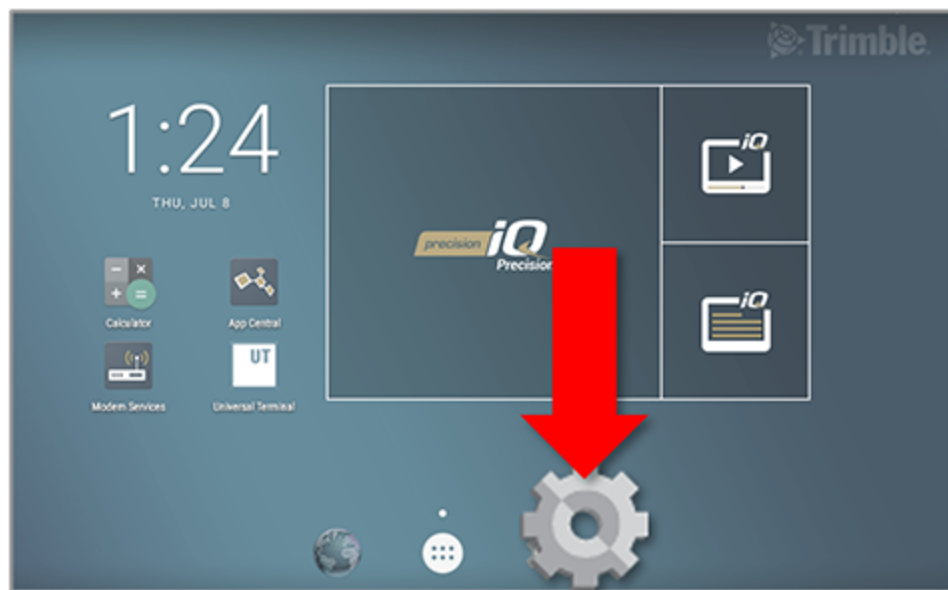 Trimble
1:24
THU, JUL 8
Calculator
App Central
Modem Services
UT
Universal Terminal
precision iQ
Precision
iQ
iQ